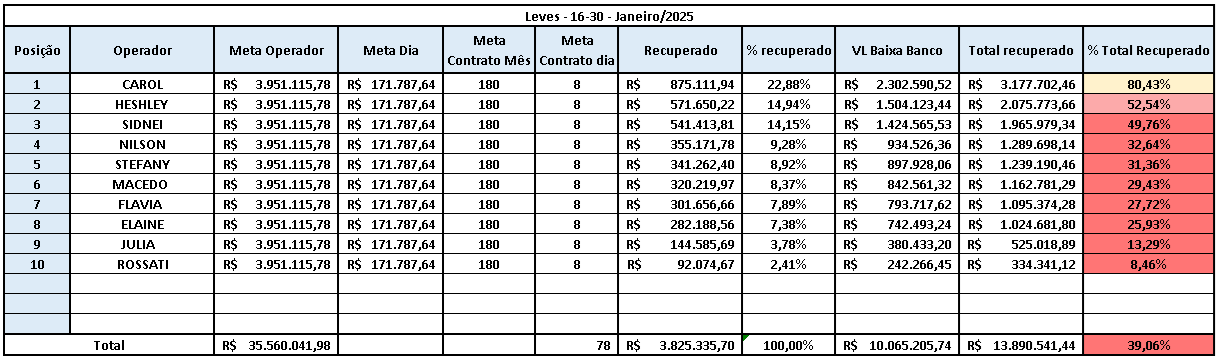 Leves - 16-30 - Janeiro/2025
Posição Operador Meta Operador Meta Dia Meta Contrato Mês Meta Contrato dia Recuperado % recuperado VL Baixa Banco Total recuperado % Total Recuperado
1 CAROL R$ 3.951.115,78 R$ 171.787,64 180 8 R$ 875.111,94 22,88% R$ 2.302.590,52 R$ 3.177.702,46 80,43%
2 HESHLEY R$ 3.951.115,78 R$ 171.787,64 180 8 R$ 571.650,22 14,94% R$ 1.504.123,44 R$ 2.075.773,66 52,54%
3 SIDNEI R$ 3.951.115,78 R$ 171.787,64 180 8 R$ 541.413,81 14,15% R$ 1.424.565,53 R$ 1.965.979,34 49,76%
4 NILSON R$ 3.951.115,78 R$ 171.787,64 180 8 R$ 355.171,78 9,28% R$ 934.526,36 R$ 1.289.698,14 32,64%
5 STEFANY R$ 3.951.115,78 R$ 171.787,64 180 8 R$ 341.262,40 8,92% R$ 897.928,06 R$ 1.239.190,46 31,36%
6 MACEDO R$ 3.951.115,78 R$ 171.787,64 180 8 R$ 320.219,97 8,37% R$ 842.561,32 R$ 1.162.781,29 29,43%
7 FLAVIA R$ 3.951.115,78 R$ 171.787,64 180 8 R$ 301.656,66 7,89% R$ 793.717,62 R$ 1.095.374,28 27,72%
8 ELAINE R$ 3.951.115,78 R$ 171.787,64 180 8 R$ 282.188,56 7,38% R$ 742.493,24 R$ 1.024.681,80 25,93%
9 JULIA R$ 3.951.115,78 R$ 171.787,64 180 8 R$ 144.585,69 3,78% R$ 380.433,20 R$ 525.018,89 13,29%
10 ROSSATI R$ 3.951.115,78 R$ 171.787,64 180 8 R$ 92.074,67 2,41% R$ 242.266,45 R$ 334.341,12 8,46%
Total R$ 35.560.041,98 78 R$ 3.825.335,70 100,00% R$ 10.065.205,74 R$ 13.890.541,44 39,06%